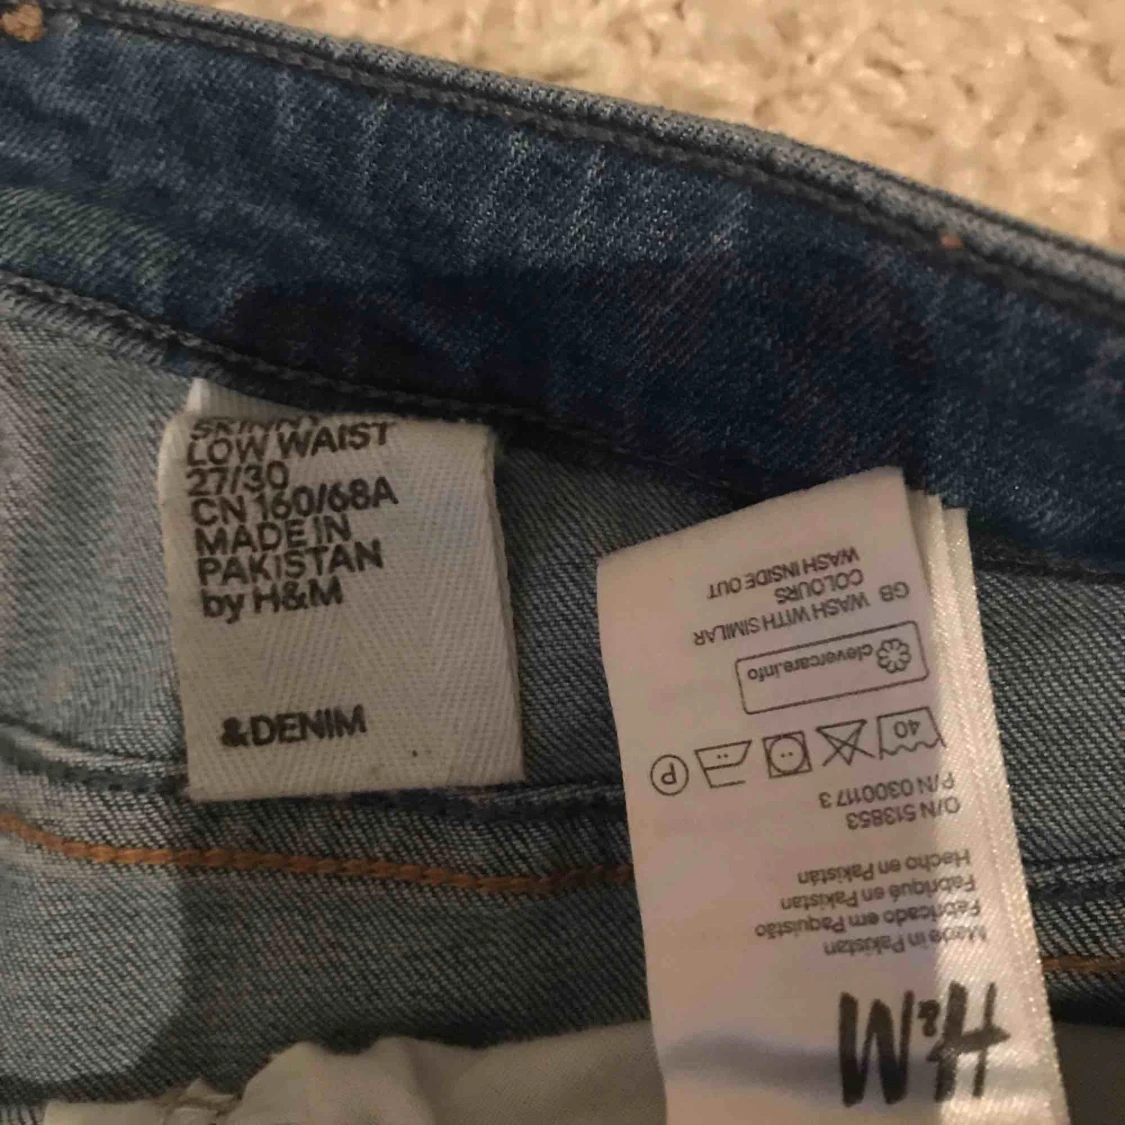 SKINNY
LOW WAIST
27/30
CN 160/68A
MADE IN
PAKISTAN
by H&M
&DENIM
H&M
Made in Pakistan
Fabricado em Paquistão
Fabriqué en Pakistan
Hecho en Pakistán
O/N 513853
P/N 0300117 3
40
P
clevercare.info
GB WASH WITH SIMILAR
COLOURS
WASH INSIDE OUT